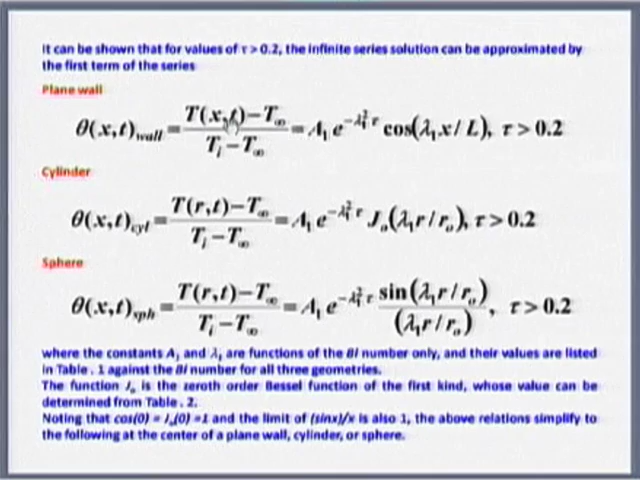 It can be shown that for values of τ > 0.2, the infinite series solution can be approximated by
the first term of the series
Plane wall
θ(x,t)wall = T(x,t) − T∞ / Ti − T∞ = A1 e^−λ1²τ cos(λ1x / L), τ > 0.2
Cylinder
θ(x,t)cyl = T(r,t) − T∞ / Ti − T∞ = A1 e^−λ1²τ Jo(λ1r / ro), τ > 0.2
Sphere
θ(x,t)sph = T(r,t) − T∞ / Ti − T∞ = A1 e^−λ1²τ sin(λ1r / ro) / (λ1r / ro), τ > 0.2
where the constants A1 and λ1 are functions of the Bi number only, and their values are listed
in Table . 1 against the Bi number for all three geometries.
The function Jo is the zeroth order Bessel function of the first kind, whose value can be
determined from Table . 2.
Noting that cos(0) = Jo(0) =1 and the limit of (sinx)/x is also 1, the above relations simplify to
the following at the center of a plane wall, cylinder, or sphere.